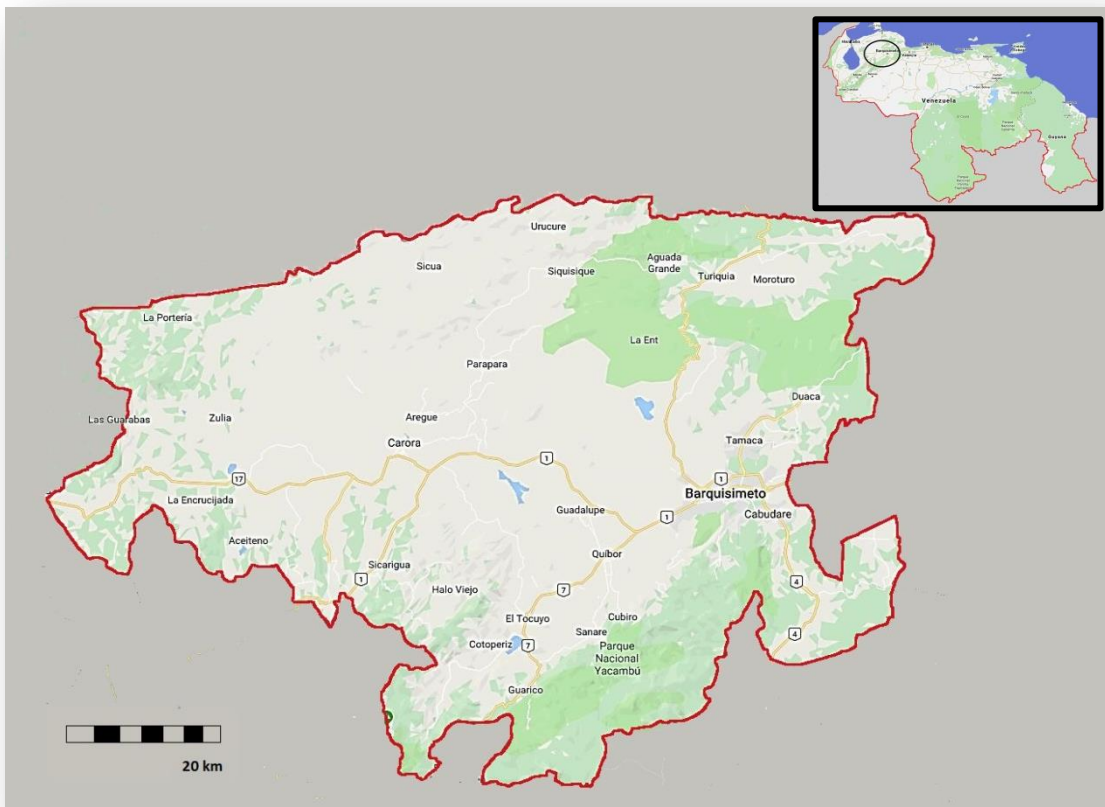 Venezuela
Guyana
Barquisimeto
Urucure
Sicua
Siquisique
Aguada
Grande
Turiquia
Moroturo
La Portería
La Ent
Parapara
Duaca
Las Guarabas
Zulia
Aregue
Carora
Tamaca
1
17
1
La Encrucijada
Barquisimeto
Guadalupe
1
Cabudare
Aceiteno
Quíbor
Sicarigua
1
Halo Viejo
7
4
El Tocuyo
Cubiro
Sanare
4
Cotoperiz
7
Parque
Nacional
Yacambú
Guarico
20 km